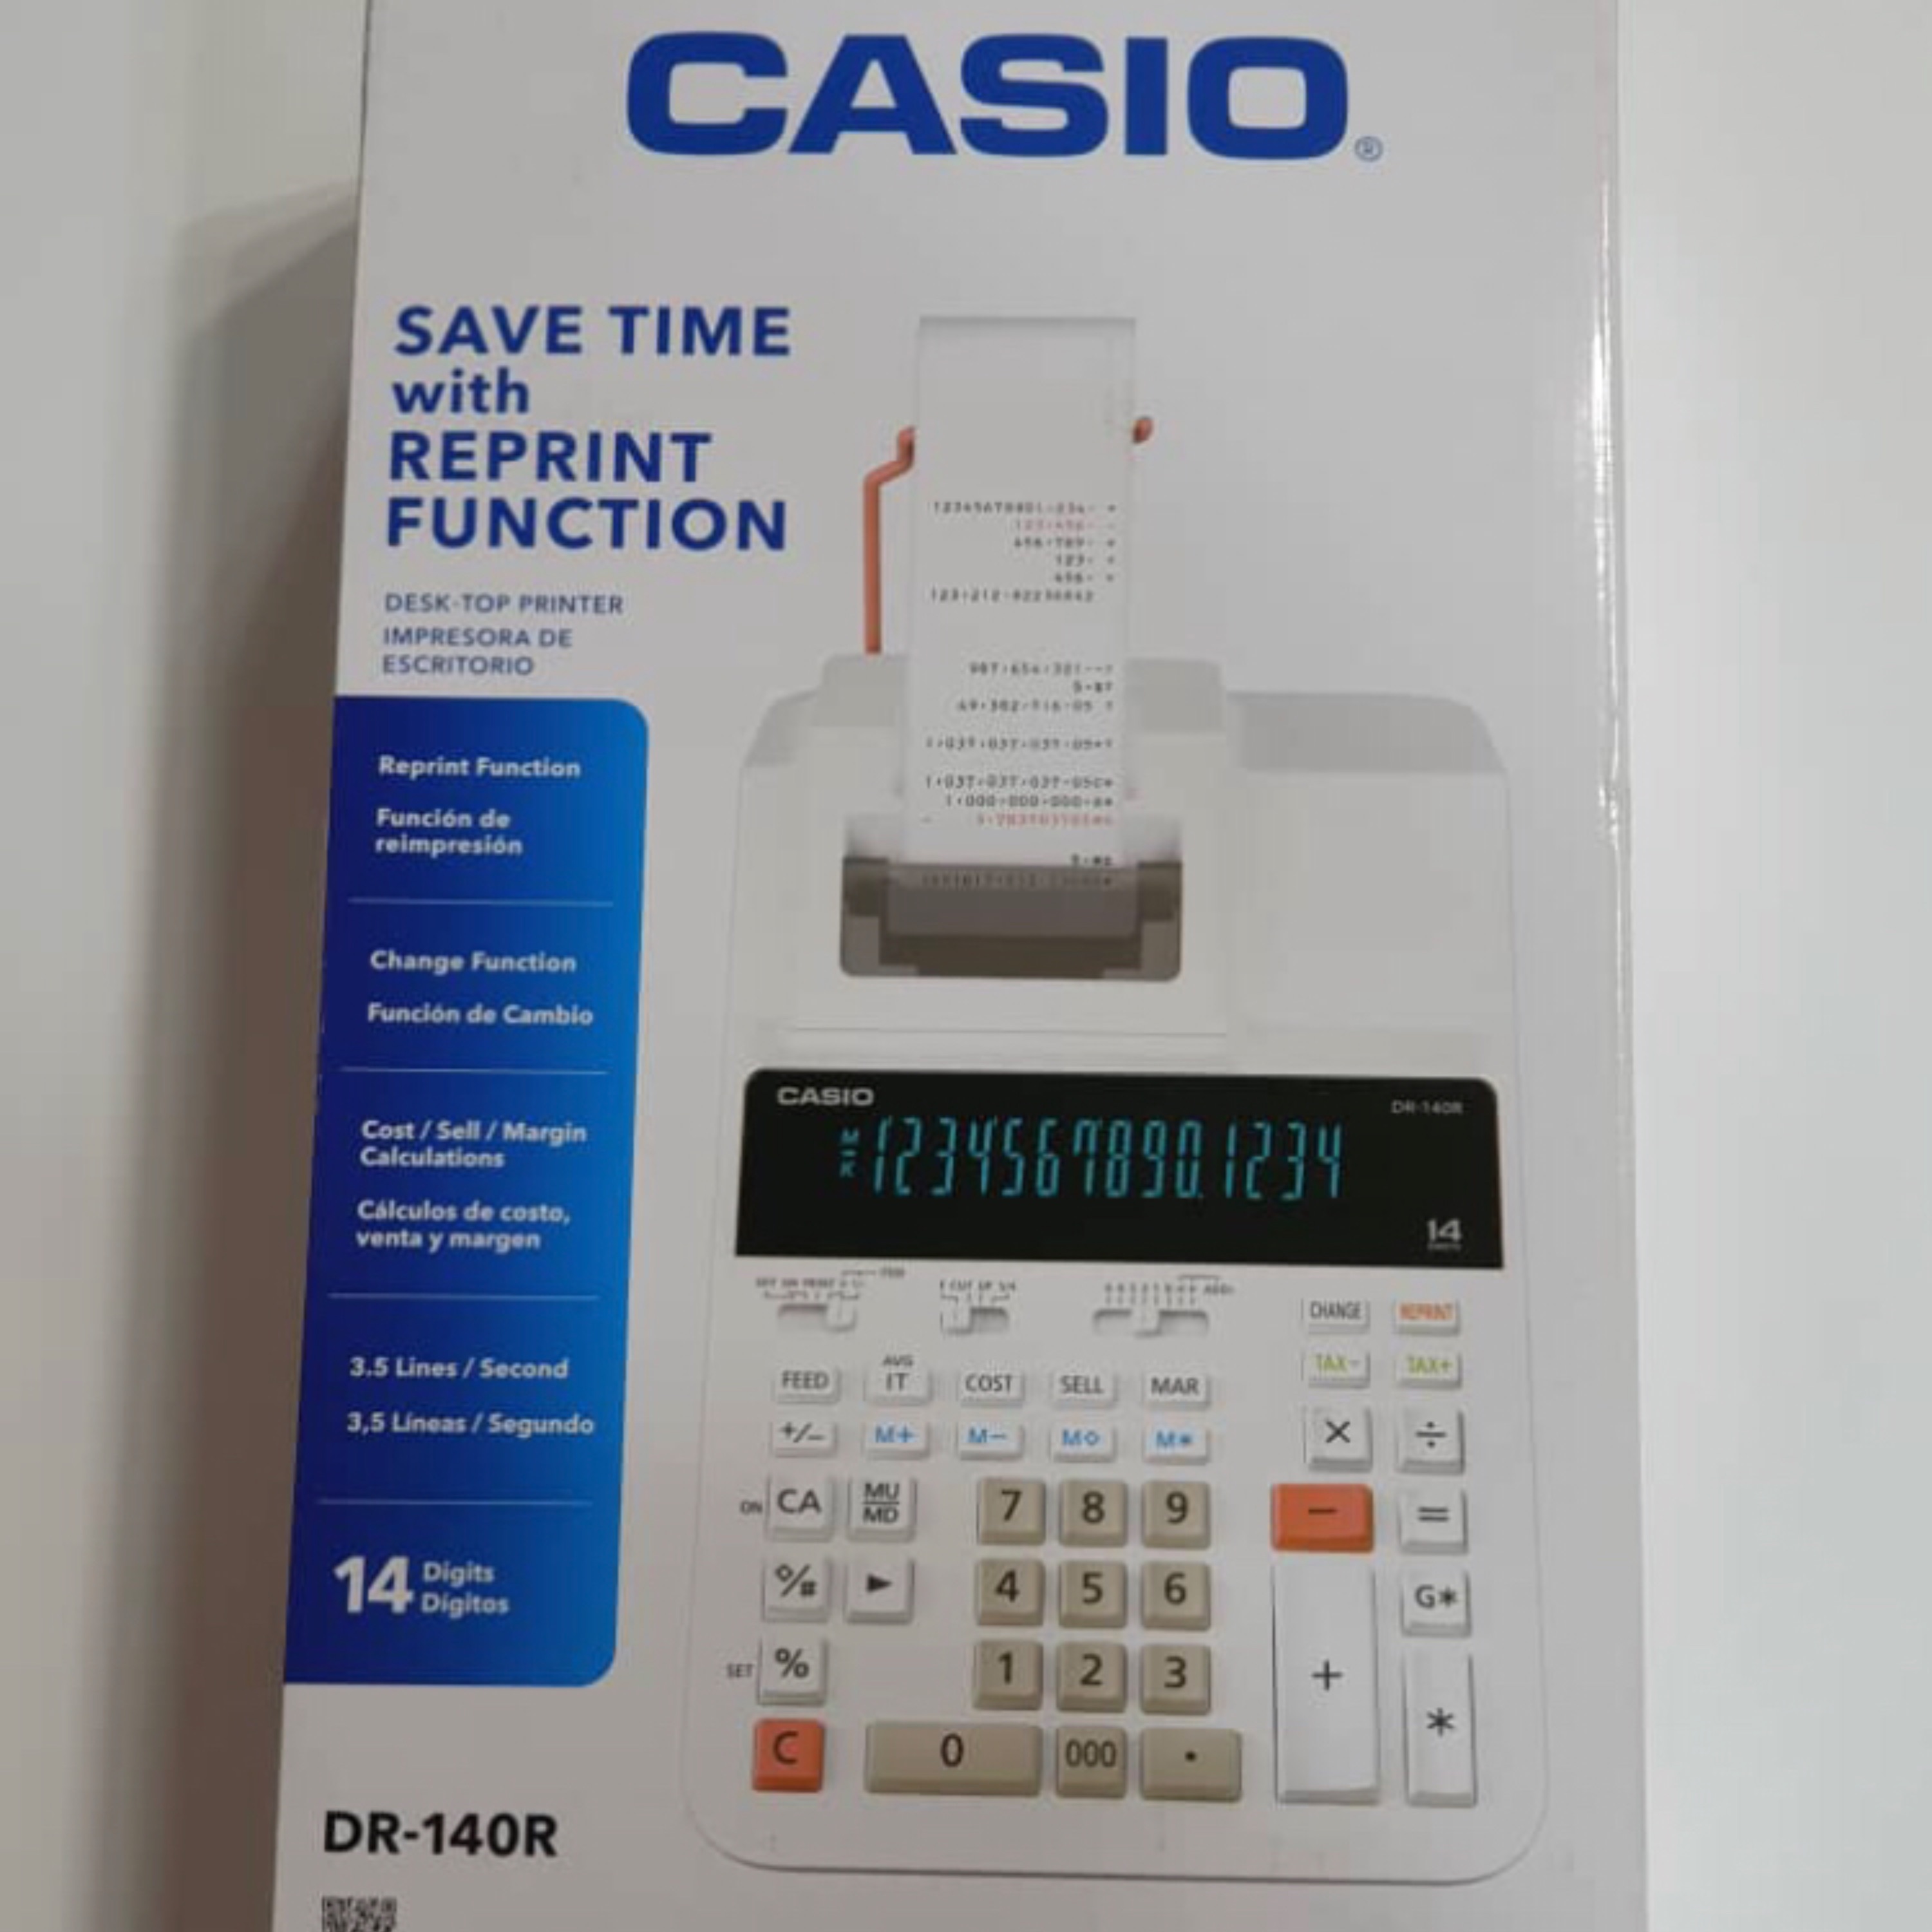 CASIO®
SAVE TIME
with
REPRINT
FUNCTION
DESK-TOP PRINTER
IMPRESORA DE
ESCRITORIO
Reprint Function
Función de
reimpresión
Change Function
Función de Cambio
Cost / Sell / Margin
Calculations
Cálculos de costo,
venta y margen
3.5 Lines / Second
3,5 Líneas / Segundo
14 Digits
Dígitos
DR-140R
CASIO
DR-140R
1234567890.1234
14
CHANGE REPRINT
TAX- TAX+
AVG
FEED IT COST SELL MAR
+/- M+ M- M◇ M*
× ÷
ON CA MU/MD 7 8 9 - =
◇/# ► 4 5 6 G*
SET % 1 2 3 + *
C 0 000 .